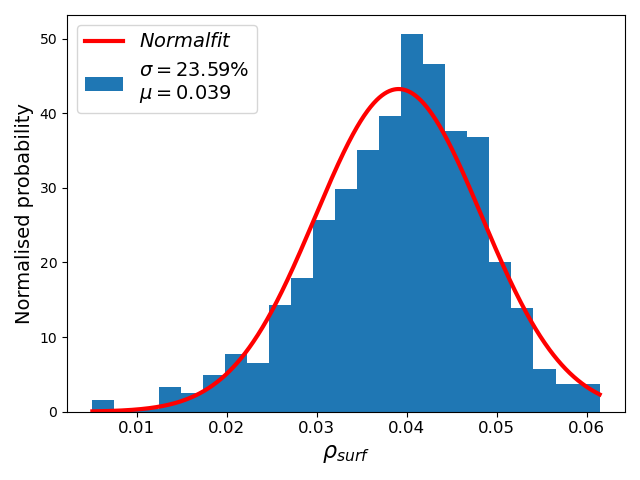 Normalfit
σ = 23.59%
μ = 0.039
Normalised probability
50
40
30
20
10
0
0.01 0.02 0.03 0.04 0.05 0.06
ρsurf